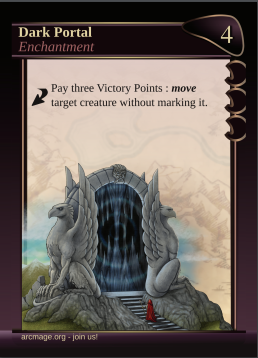 Dark Portal
4
Enchantment
Pay three Victory Points : move
target creature without marking it.
arcmage.org - join us!